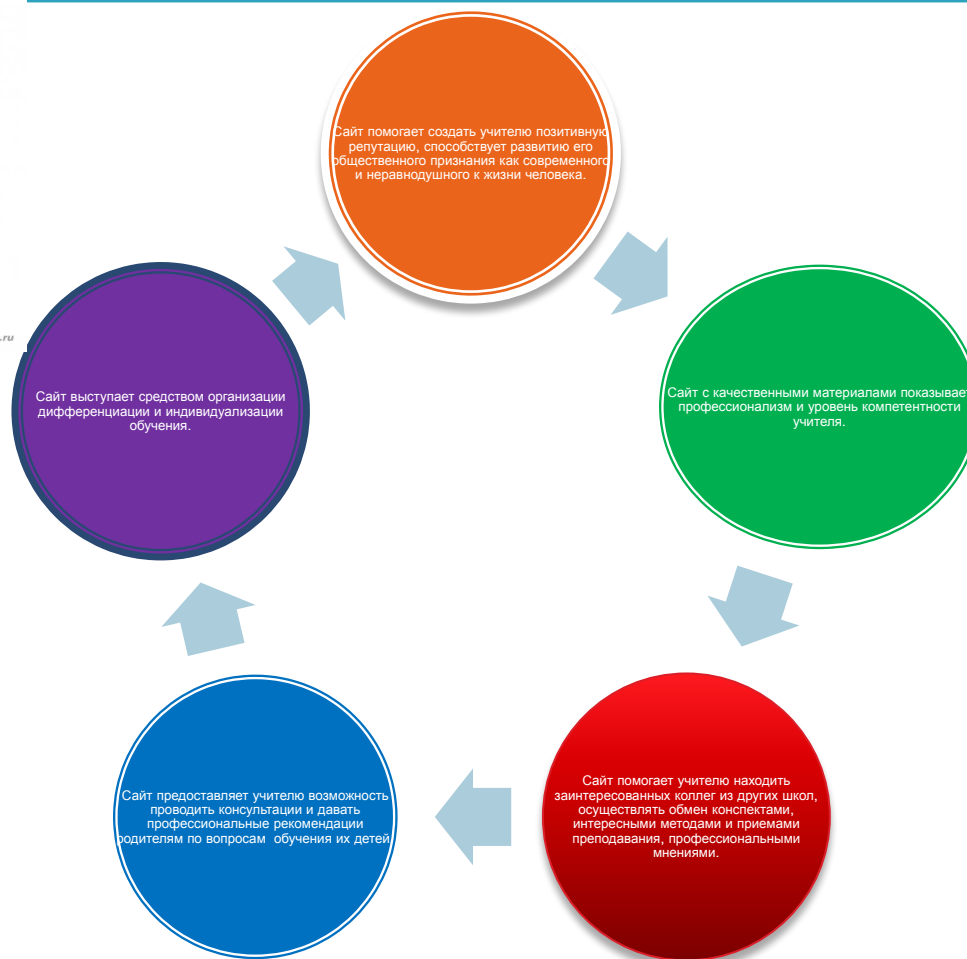 Сайт помогает создать учителю позитивную
репутацию, способствует развитию его
общественного признания как современного
и неравнодушного к жизни человека.
Сайт с качественными материалами показывает
профессионализм и уровень компетентности
учителя.
Сайт помогает учителю находить
заинтересованных коллег из других школ,
осуществлять обмен конспектами,
интересными методами и приемами
преподавания, профессиональными
мнениями.
Сайт предоставляет учителю возможность
проводить консультации и давать
профессиональные рекомендации
родителям по вопросам обучения их детей
Сайт выступает средством организации
дифференциации и индивидуализации
обучения.
.ru